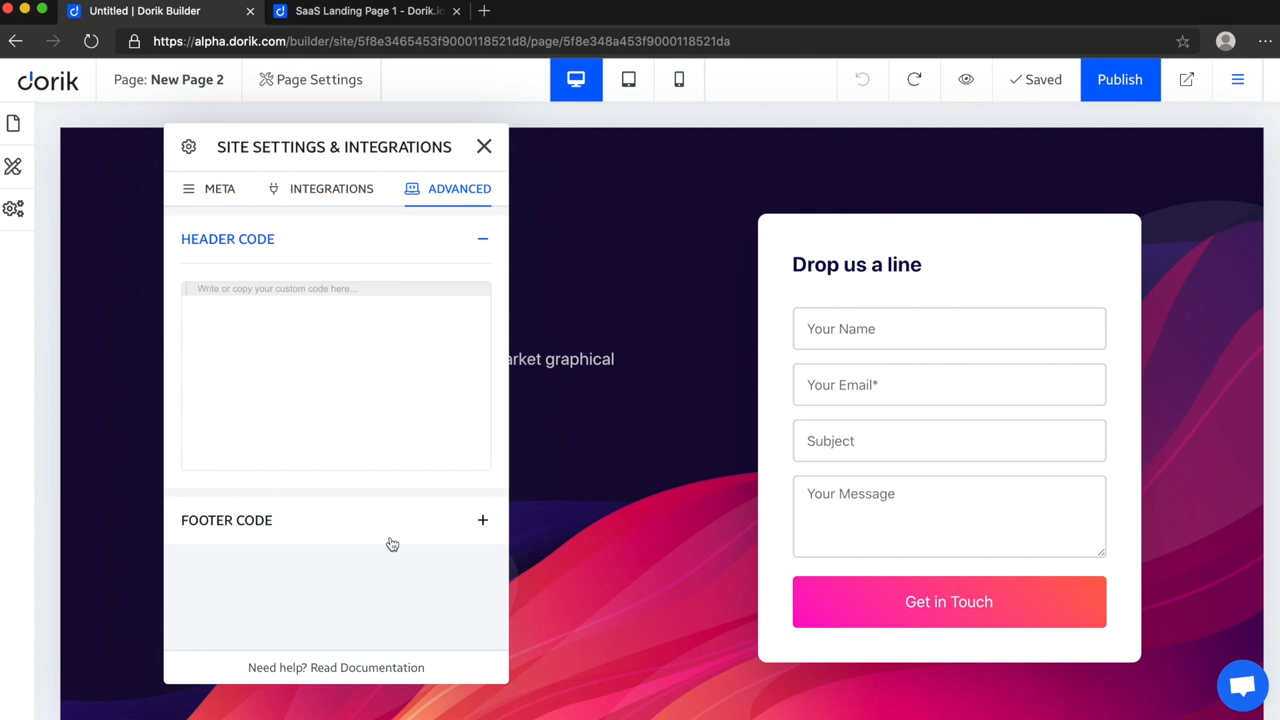 Untitled | Dorik Builder
SaaS Landing Page 1 - Dorik.io
https://alpha.dorik.com/builder/site/5f8e3465453f9000118521d8/page/5f8e348a453f9000118521da
dorik
Page: New Page 2
Page Settings
Saved
Publish
SITE SETTINGS & INTEGRATIONS
META
INTEGRATIONS
ADVANCED
HEADER CODE
Write or copy your custom code here...
FOOTER CODE
Need help? Read Documentation
arket graphical
Drop us a line
Your Name
Your Email*
Subject
Your Message
Get in Touch